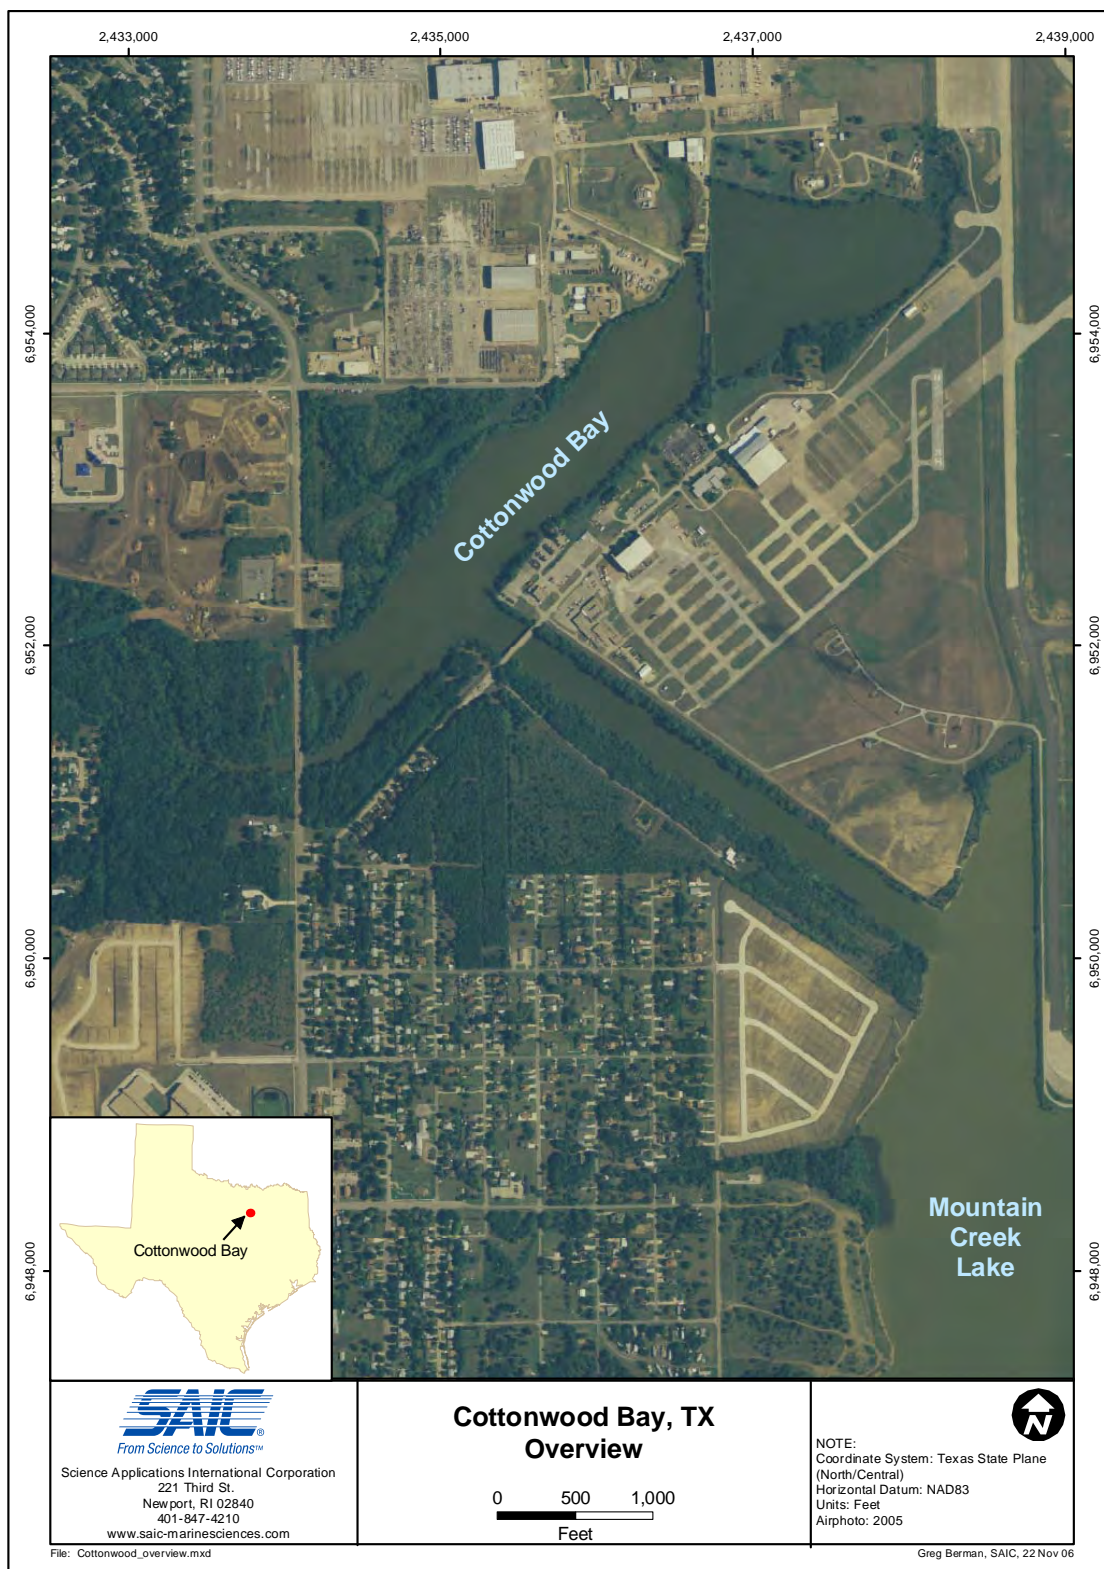 2,433,000
2,435,000
2,437,000
2,439,000
6,954,000
6,954,000
Cottonwood Bay
6,952,000
6,952,000
6,950,000
6,950,000
Mountain
Creek
Lake
6,948,000
6,948,000
Cottonwood Bay
SAIC®
From Science to Solutions™
Science Applications International Corporation
221 Third St.
Newport, RI 02840
401-847-4210
www.saic-marinesciences.com
Cottonwood Bay, TX
Overview
0 500 1,000
Feet
N
NOTE:
Coordinate System: Texas State Plane
(North/Central)
Horizontal Datum: NAD83
Units: Feet
Airphoto: 2005
File: Cottonwood_overview.mxd
Greg Berman, SAIC, 22 Nov 06